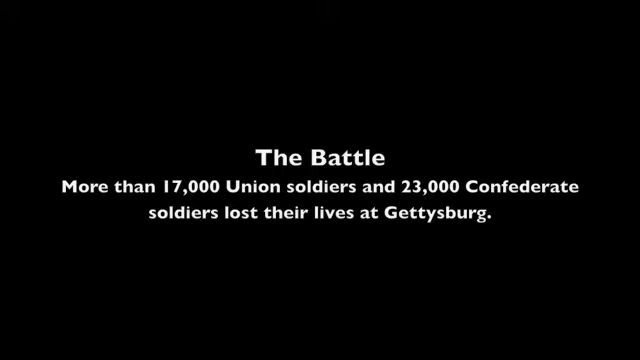 The Battle
More than 17,000 Union soldiers and 23,000 Confederate
soldiers lost their lives at Gettysburg.